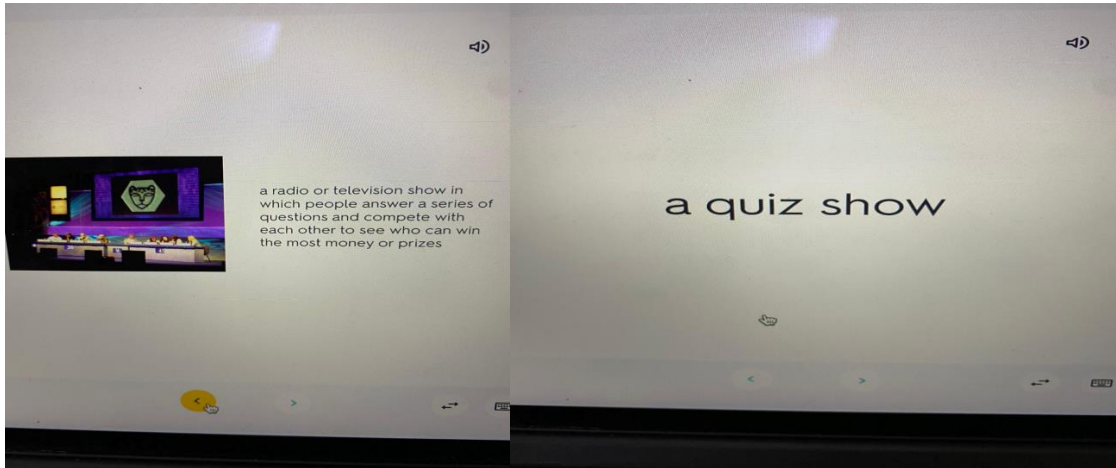 a radio or television show in
which people answer a series of
questions and compete with
each other to see who can win
the most money or prizes
a quiz show